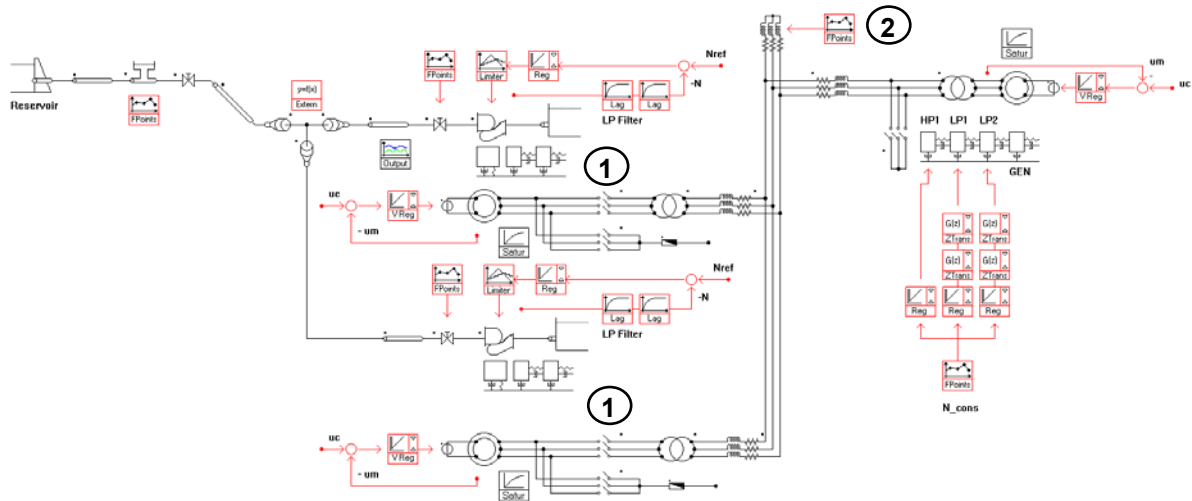 Reservoir
FPoints
y=f(x)
Extern
Output
FPoints
Limiter
Reg
Nref
-N
Lag
Lag
LP Filter
1
uc
- um
V Reg
Satur
FPoints
Limiter
Reg
Nref
-N
Lag
Lag
LP Filter
1
uc
- um
V Reg
Satur
FPoints
2
Satur
um
-
uc
V Reg
HP1 LP1 LP2
GEN
G(z)
ZTrans
G(z)
ZTrans
G(z)
ZTrans
G(z)
ZTrans
Reg
Reg
Reg
FPoints
N_cons